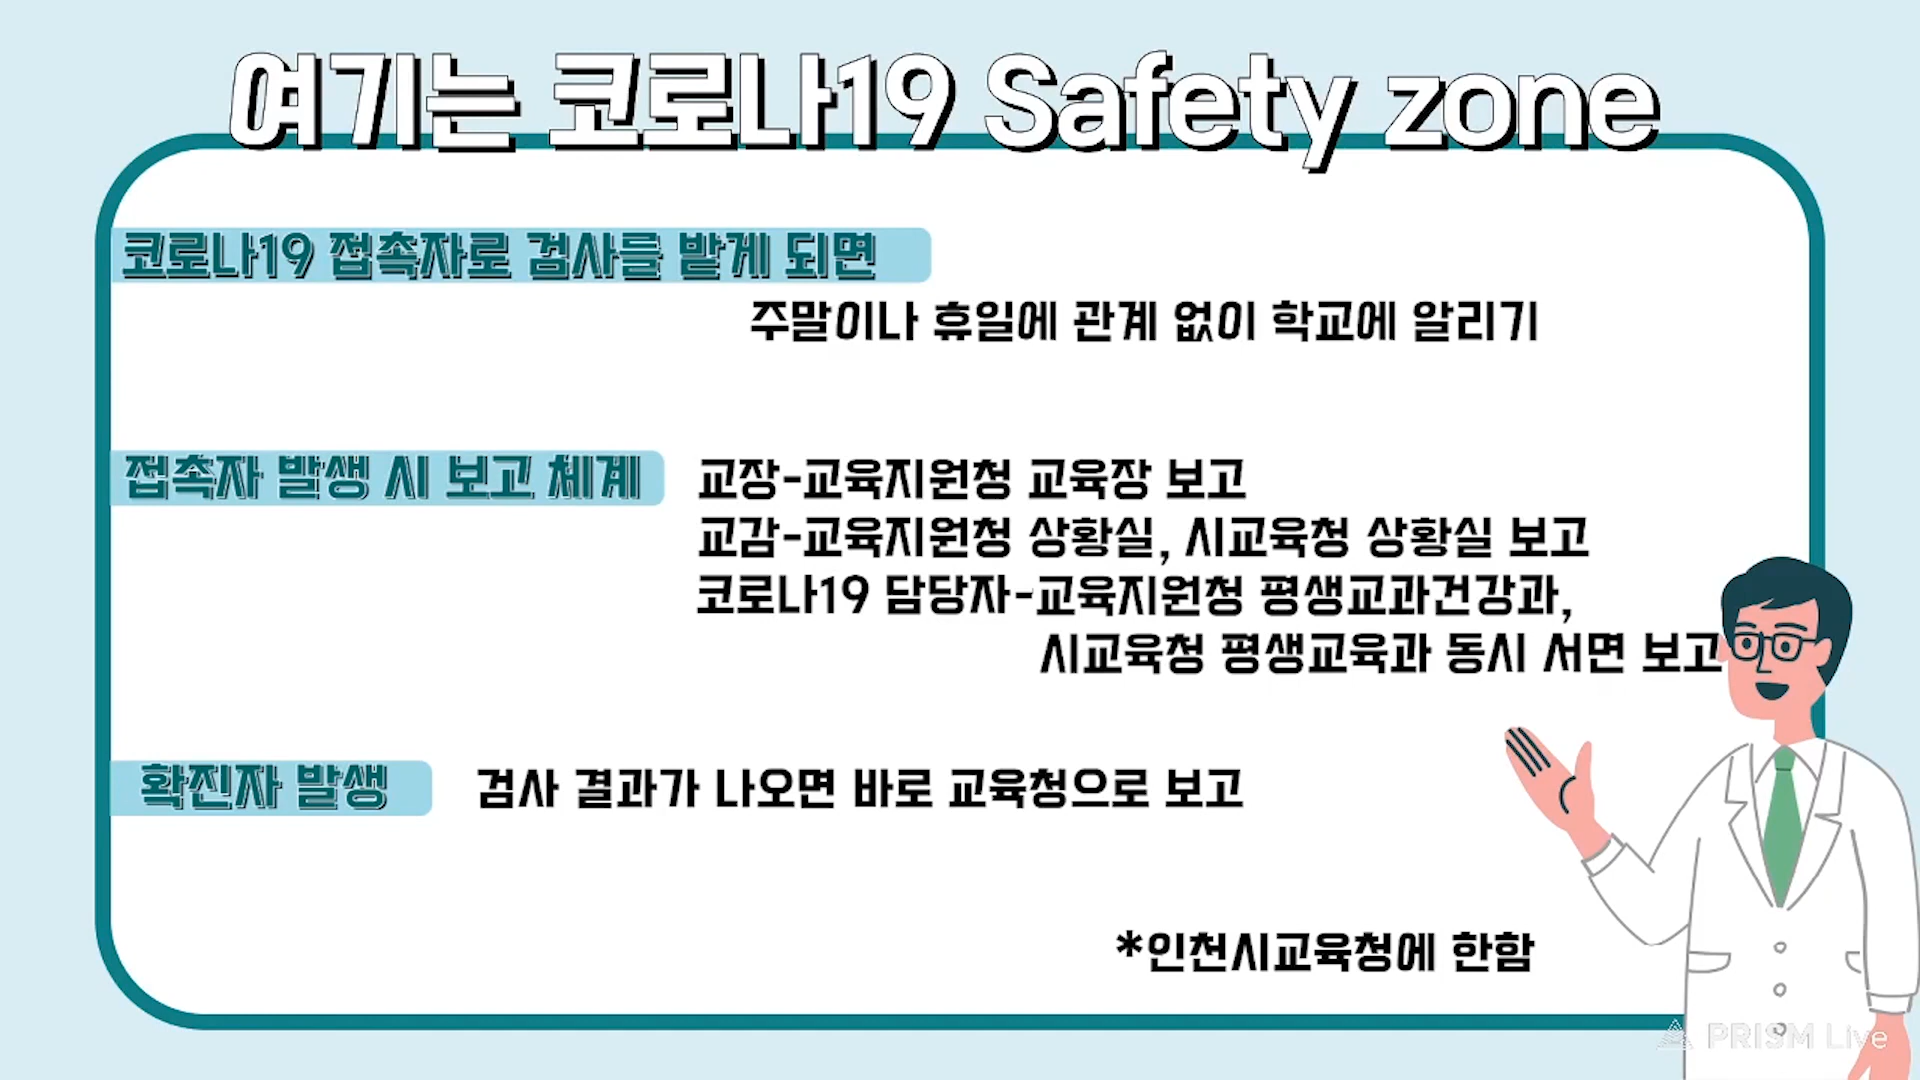 여기는 코로나19 Safety zone
코로나19 접촉자로 검사를 받게 되면
주말이나 휴일에 관계 없이 학교에 알리기
접촉자 발생 시 보고 체계
교장-교육지원청 교육장 보고
교감-교육지원청 상황실, 시교육청 상황실 보고
코로나19 담당자-교육지원청 평생교과건강과,
시교육청 평생교육과 동시 서면 보고
확진자 발생
검사 결과가 나오면 바로 교육청으로 보고
*인천시교육청에 한함
PRISM Live